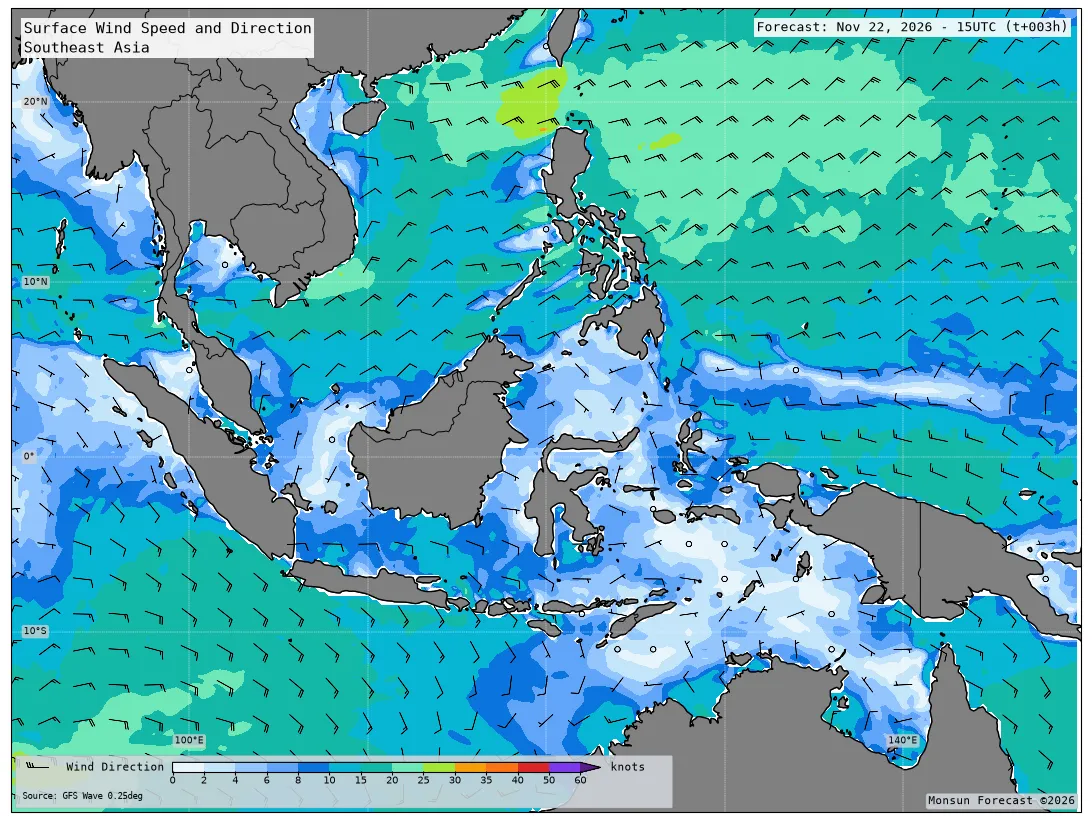 Surface Wind Speed and Direction
Southeast Asia
Forecast: Nov 22, 2026 - 15UTC (t+003h)
20°N
10°N
0°
10°S
100°E
140°E
Wind Direction
0 2 4 6 8 10 15 20 25 30 35 40 50 60
knots
Source: GFS Wave 0.25deg
Monsun Forecast ©2026